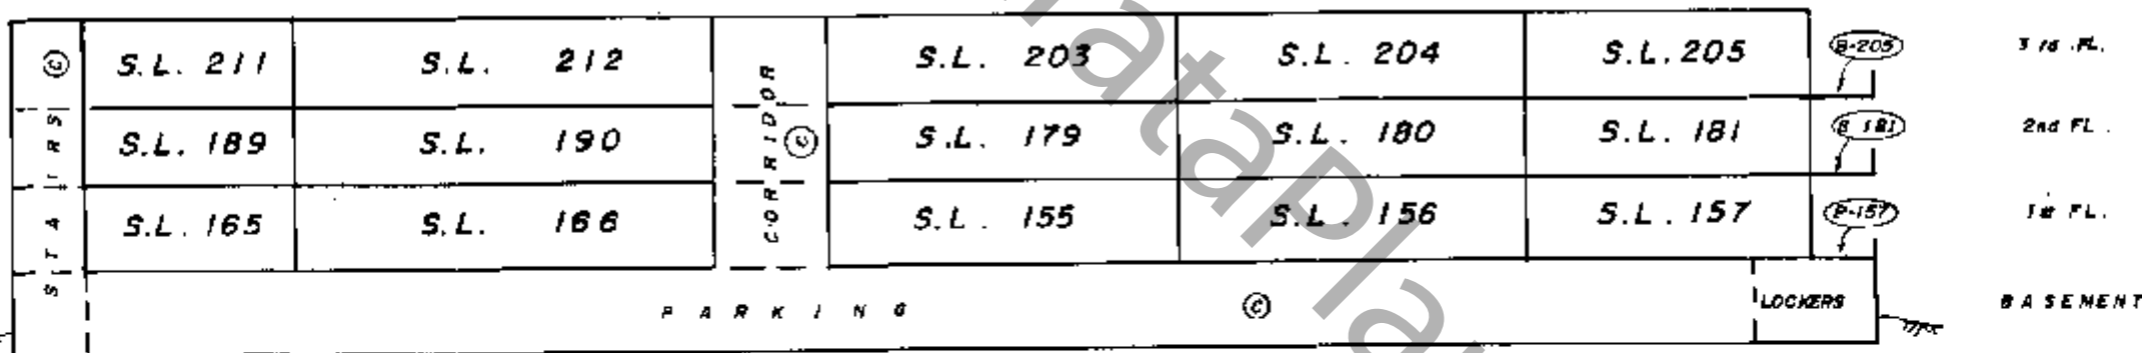 S.L. 211 S.L. 212 S.L. 203 S.L. 204 S.L. 205 B-205 3rd. FL.
S.L. 189 S.L. 190 S.L. 179 S.L. 180 S.L. 181 B 181 2nd FL.
S.L. 165 S.L. 166 S.L. 155 S.L. 156 S.L. 157 P-157 1st FL.
STAIRS ©
CORRIDOR ©
PARKING © LOCKERS BASEMENT